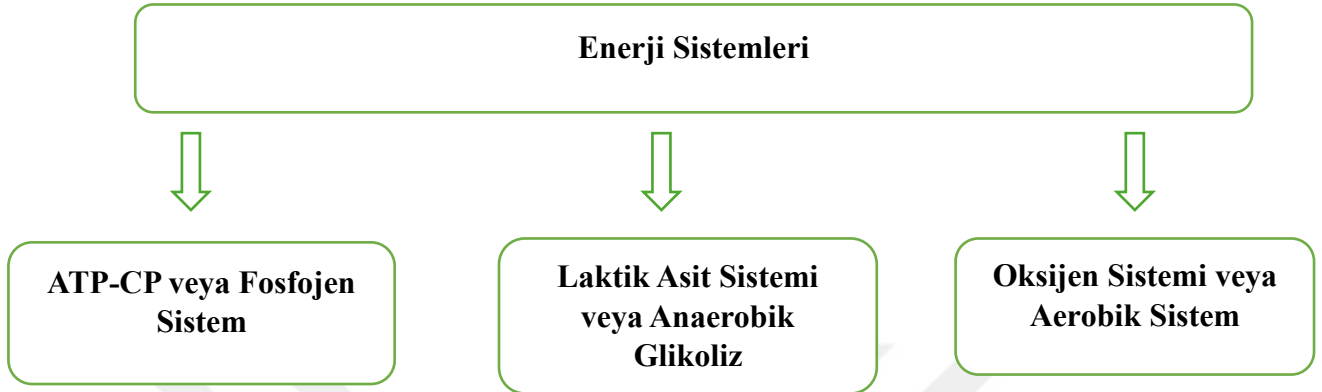 Enerji Sistemleri
ATP-CP veya Fosfojen
Sistem
Laktik Asit Sistemi
veya Anaerobik
Glikoliz
Oksijen Sistemi veya
Aerobik Sistem